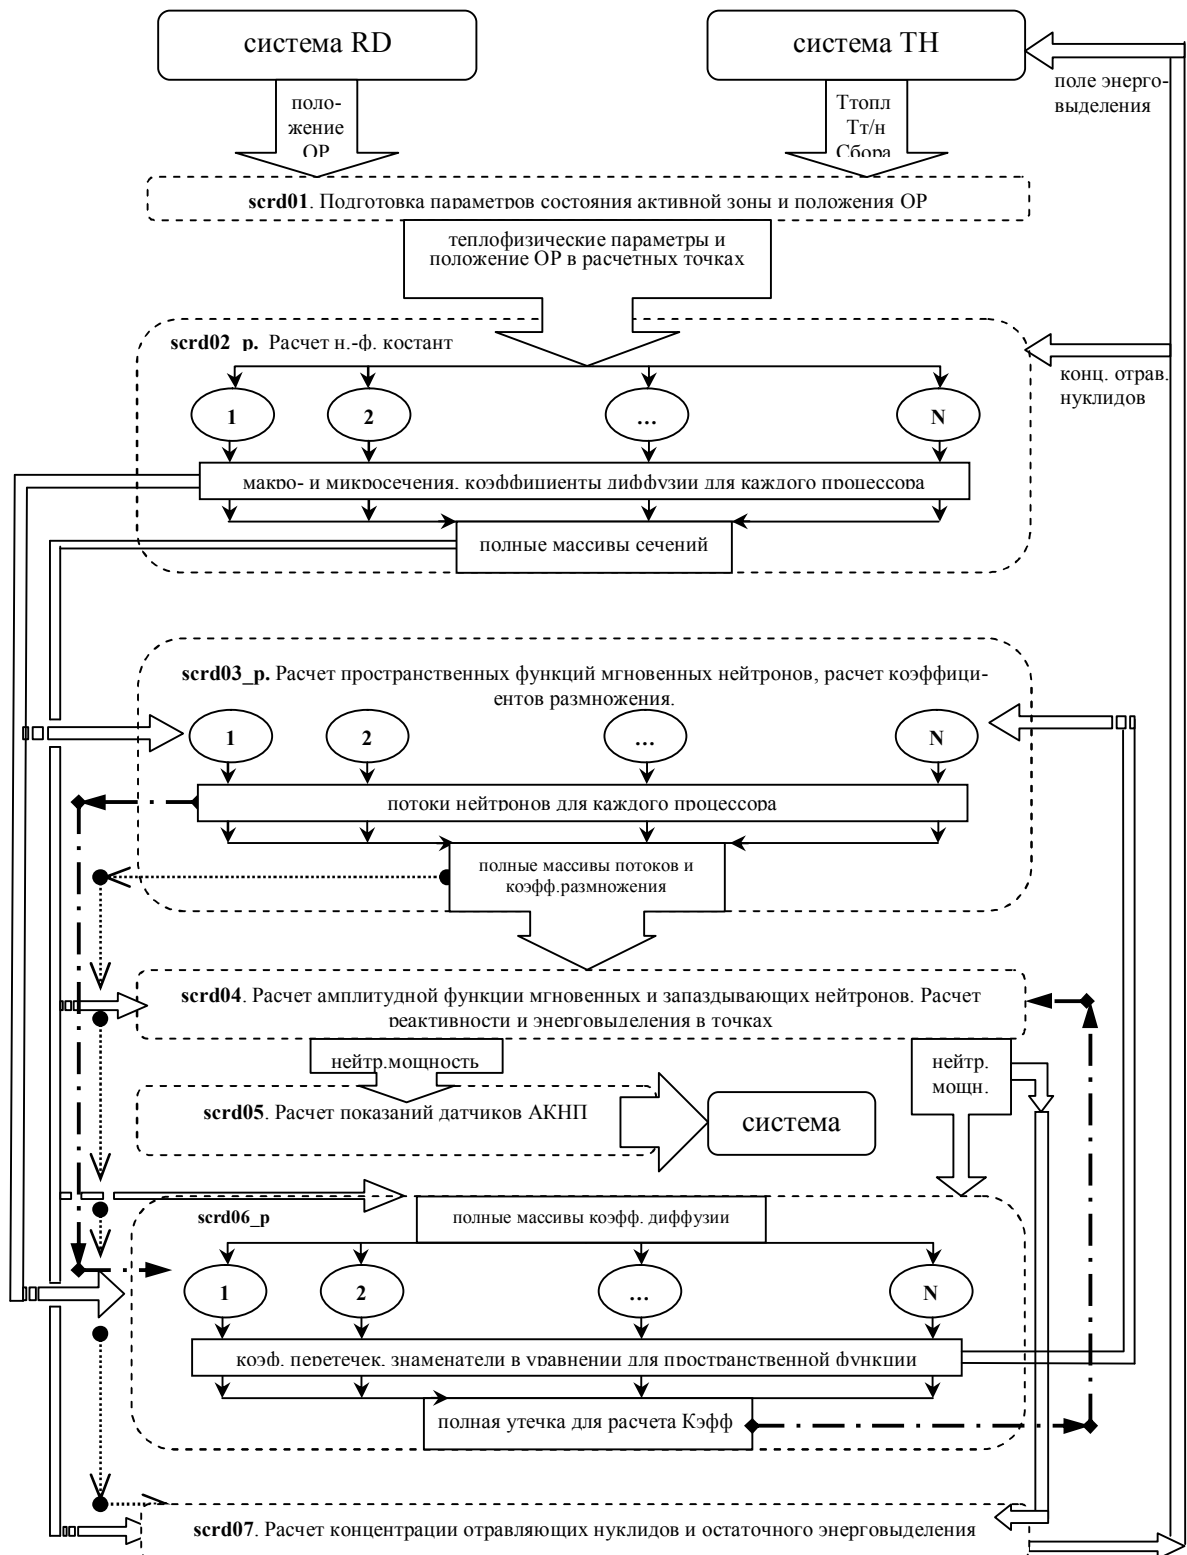 система RD
система TH
поло-
жение
ОР
Ттопл
Тт/н
Сбора
поле энерго-
выделения
scrd01. Подготовка параметров состояния активной зоны и положения ОР
теплофизические параметры и
положение ОР в расчетных точках
scrd02_p. Расчет н.-ф. костант
конц. отрав.
нуклидов
1
2
...
N
макро- и микросечения, коэффициенты диффузии для каждого процессора
полные массивы сечений
scrd03_p. Расчет пространственных функций мгновенных нейтронов, расчет коэффици-
ентов размножения.
1
2
...
N
потоки нейтронов для каждого процессора
полные массивы потоков и
коэфф.размножения
scrd04. Расчет амплитудной функции мгновенных и запаздывающих нейтронов. Расчет
реактивности и энерговыделения в точках
нейтр.мощность
нейтр.
мощн.
scrd05. Расчет показаний датчиков АКНП
система
scrd06_p
полные массивы коэфф. диффузии
1
2
...
N
коэф. перетечек, знаменатели в уравнении для пространственной функции
полная утечка для расчета Кэфф
scrd07. Расчет концентрации отравляющих нуклидов и остаточного энерговыделения